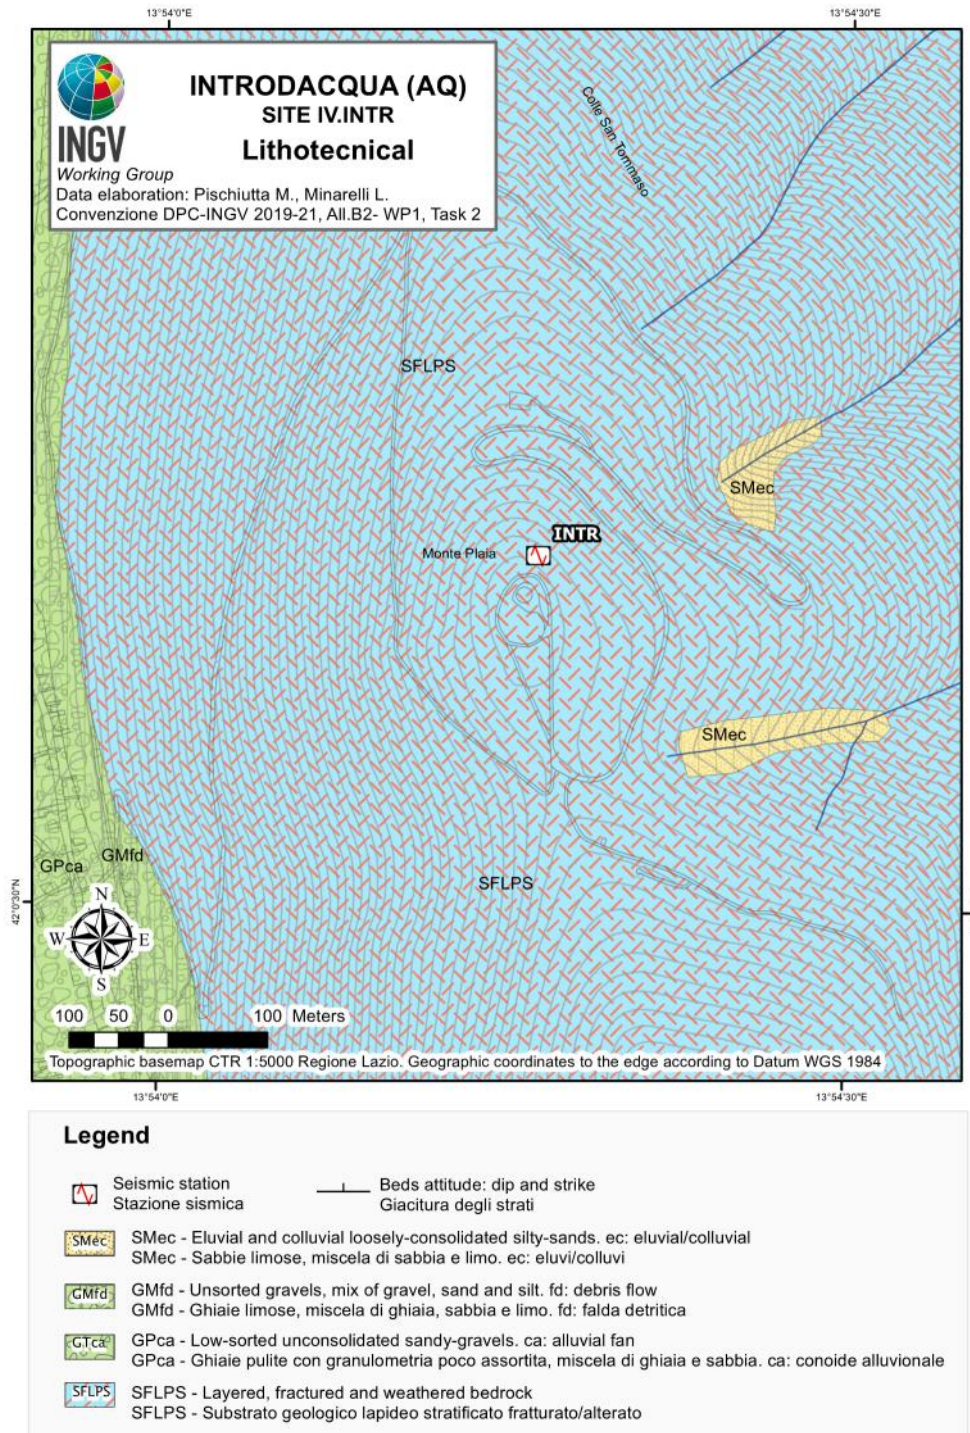 13°54'0"E
13°54'30"E
INGV
INTRODACQUA (AQ)
SITE IV.INTR
Lithotecnical
Working Group
Data elaboration: Pischiutta M., Minarelli L.
Convenzione DPC-INGV 2019-21, All.B2- WP1, Task 2
Colle San Tommaso
SFLPS
SMec
INTR
Monte Plaia
SMec
GPca
GMfd
SFLPS
42°0'30"N
N
W
E
S
100 50 0 100 Meters
Topographic basemap CTR 1:5000 Regione Lazio. Geographic coordinates to the edge according to Datum WGS 1984
13°54'0"E
13°54'30"E
Legend
Seismic station
Stazione sismica
Beds attitude: dip and strike
Giacitura degli strati
SMec
SMec - Eluvial and colluvial loosely-consolidated silty-sands. ec: eluvial/colluvial
SMec - Sabbie limose, miscela di sabbia e limo. ec: eluvi/colluvi
GMfd
GMfd - Unsorted gravels, mix of gravel, sand and silt. fd: debris flow
GMfd - Ghiaie limose, miscela di ghiaia, sabbia e limo. fd: falda detritica
GTca
GPca - Low-sorted unconsolidated sandy-gravels. ca: alluvial fan
GPca - Ghiaie pulite con granulometria poco assortita, miscela di ghiaia e sabbia. ca: conoide alluvionale
SFLPS
SFLPS - Layered, fractured and weathered bedrock
SFLPS - Substrato geologico lapideo stratificato fratturato/alterato